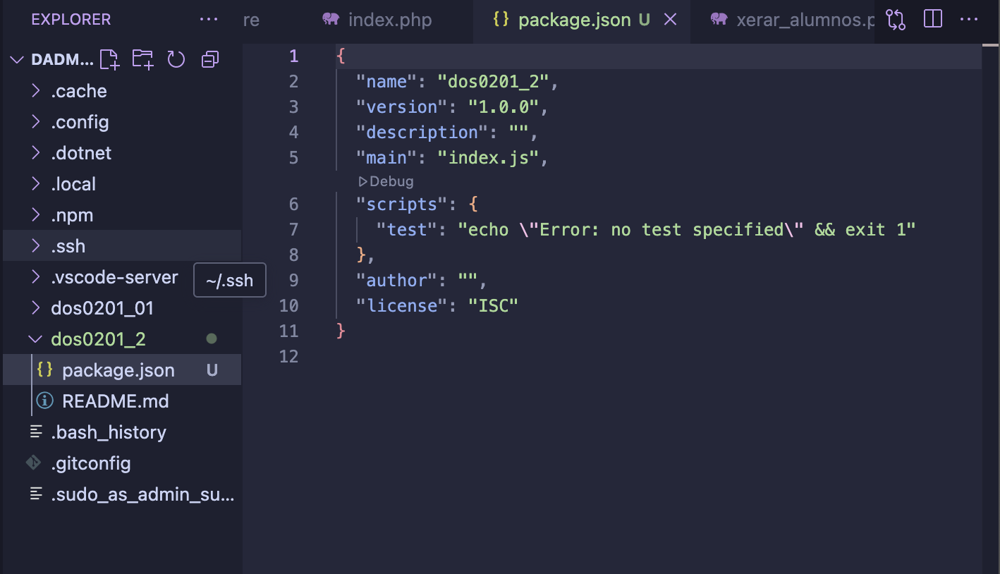 EXPLORER
re
index.php
package.json U
xerar_alumnos.p
DADM...
.cache
.config
.dotnet
.local
.npm
.ssh
.vscode-server
~/.ssh
dos0201_01
dos0201_2
package.json U
README.md
.bash_history
.gitconfig
.sudo_as_admin_su...
1 {
2 "name": "dos0201_2",
3 "version": "1.0.0",
4 "description": "",
5 "main": "index.js",
Debug
6 "scripts": {
7 "test": "echo \"Error: no test specified\" && exit 1"
8 },
9 "author": "",
10 "license": "ISC"
11 }
12